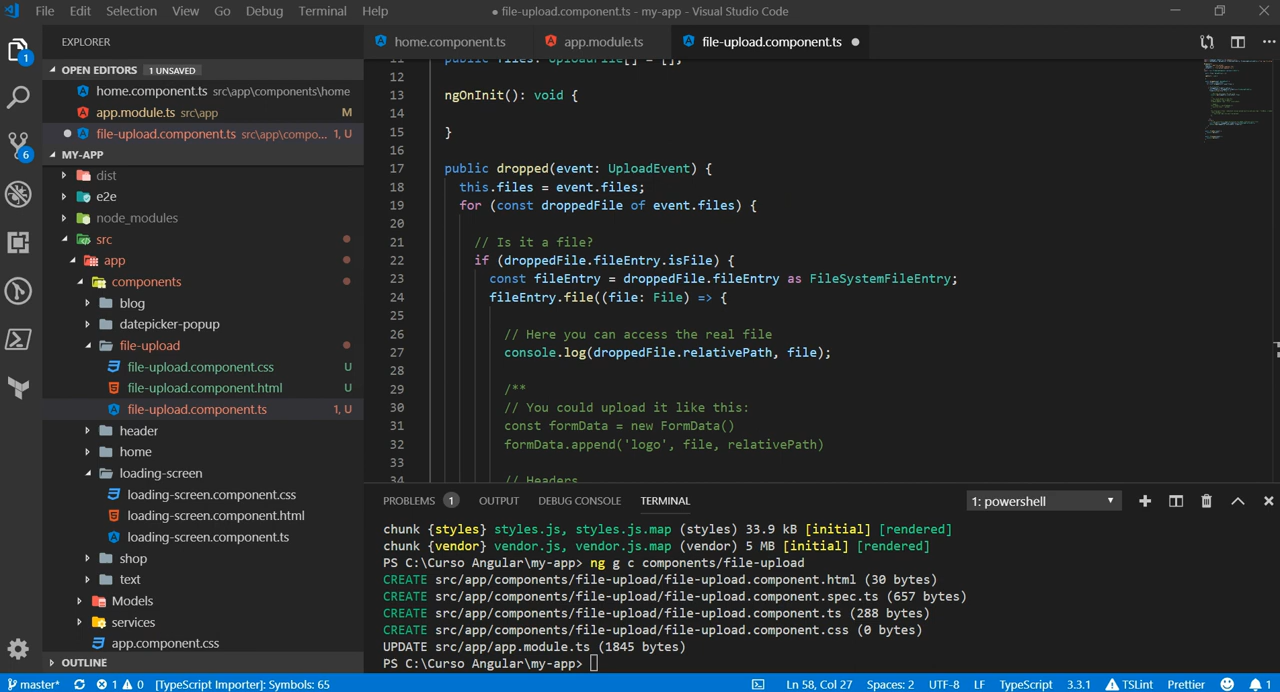 File Edit Selection View Go Debug Terminal Help
● file-upload.component.ts - my-app - Visual Studio Code
EXPLORER
OPEN EDITORS 1 UNSAVED
home.component.ts src\app\components\home
app.module.ts src\app M
file-upload.component.ts src\app\compo... 1, U
MY-APP
dist
e2e
node_modules
src
app
components
blog
datepicker-popup
file-upload
file-upload.component.css U
file-upload.component.html U
file-upload.component.ts 1, U
header
home
loading-screen
loading-screen.component.css
loading-screen.component.html
loading-screen.component.ts
shop
text
Models
services
app.component.css
OUTLINE
1
6
home.component.ts app.module.ts file-upload.component.ts ●
11 public files: UploadFile[] = [];
12
13 ngOnInit(): void {
14
15 }
16
17 public dropped(event: UploadEvent) {
18 this.files = event.files;
19 for (const droppedFile of event.files) {
20
21 // Is it a file?
22 if (droppedFile.fileEntry.isFile) {
23 const fileEntry = droppedFile.fileEntry as FileSystemFileEntry;
24 fileEntry.file((file: File) => {
25
26 // Here you can access the real file
27 console.log(droppedFile.relativePath, file);
28
29 /**
30 // You could upload it like this:
31 const formData = new FormData()
32 formData.append('logo', file, relativePath)
33
34 // Headers
PROBLEMS 1 OUTPUT DEBUG CONSOLE TERMINAL 1: powershell
chunk {styles} styles.js, styles.js.map (styles) 33.9 kB [initial] [rendered]
chunk {vendor} vendor.js, vendor.js.map (vendor) 5 MB [initial] [rendered]
PS C:\Curso Angular\my-app> ng g c components/file-upload
CREATE src/app/components/file-upload/file-upload.component.html (30 bytes)
CREATE src/app/components/file-upload/file-upload.component.spec.ts (657 bytes)
CREATE src/app/components/file-upload/file-upload.component.ts (288 bytes)
CREATE src/app/components/file-upload/file-upload.component.css (0 bytes)
UPDATE src/app/app.module.ts (1845 bytes)
PS C:\Curso Angular\my-app>
master* 1 0 [TypeScript Importer]: Symbols: 65 Ln 58, Col 27 Spaces: 2 UTF-8 LF TypeScript 3.3.1 TSLint Prettier 1